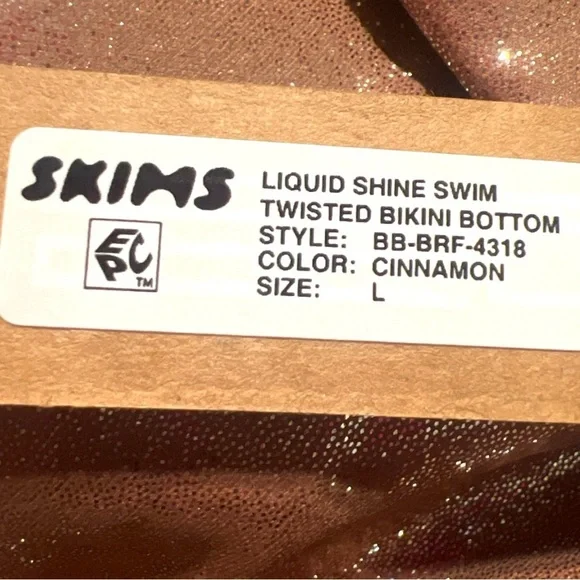 SKIMS
LIQUID SHINE SWIM
TWISTED BIKINI BOTTOM
STYLE: BB-BRF-4318
COLOR: CINNAMON
SIZE: L
EPC
TM